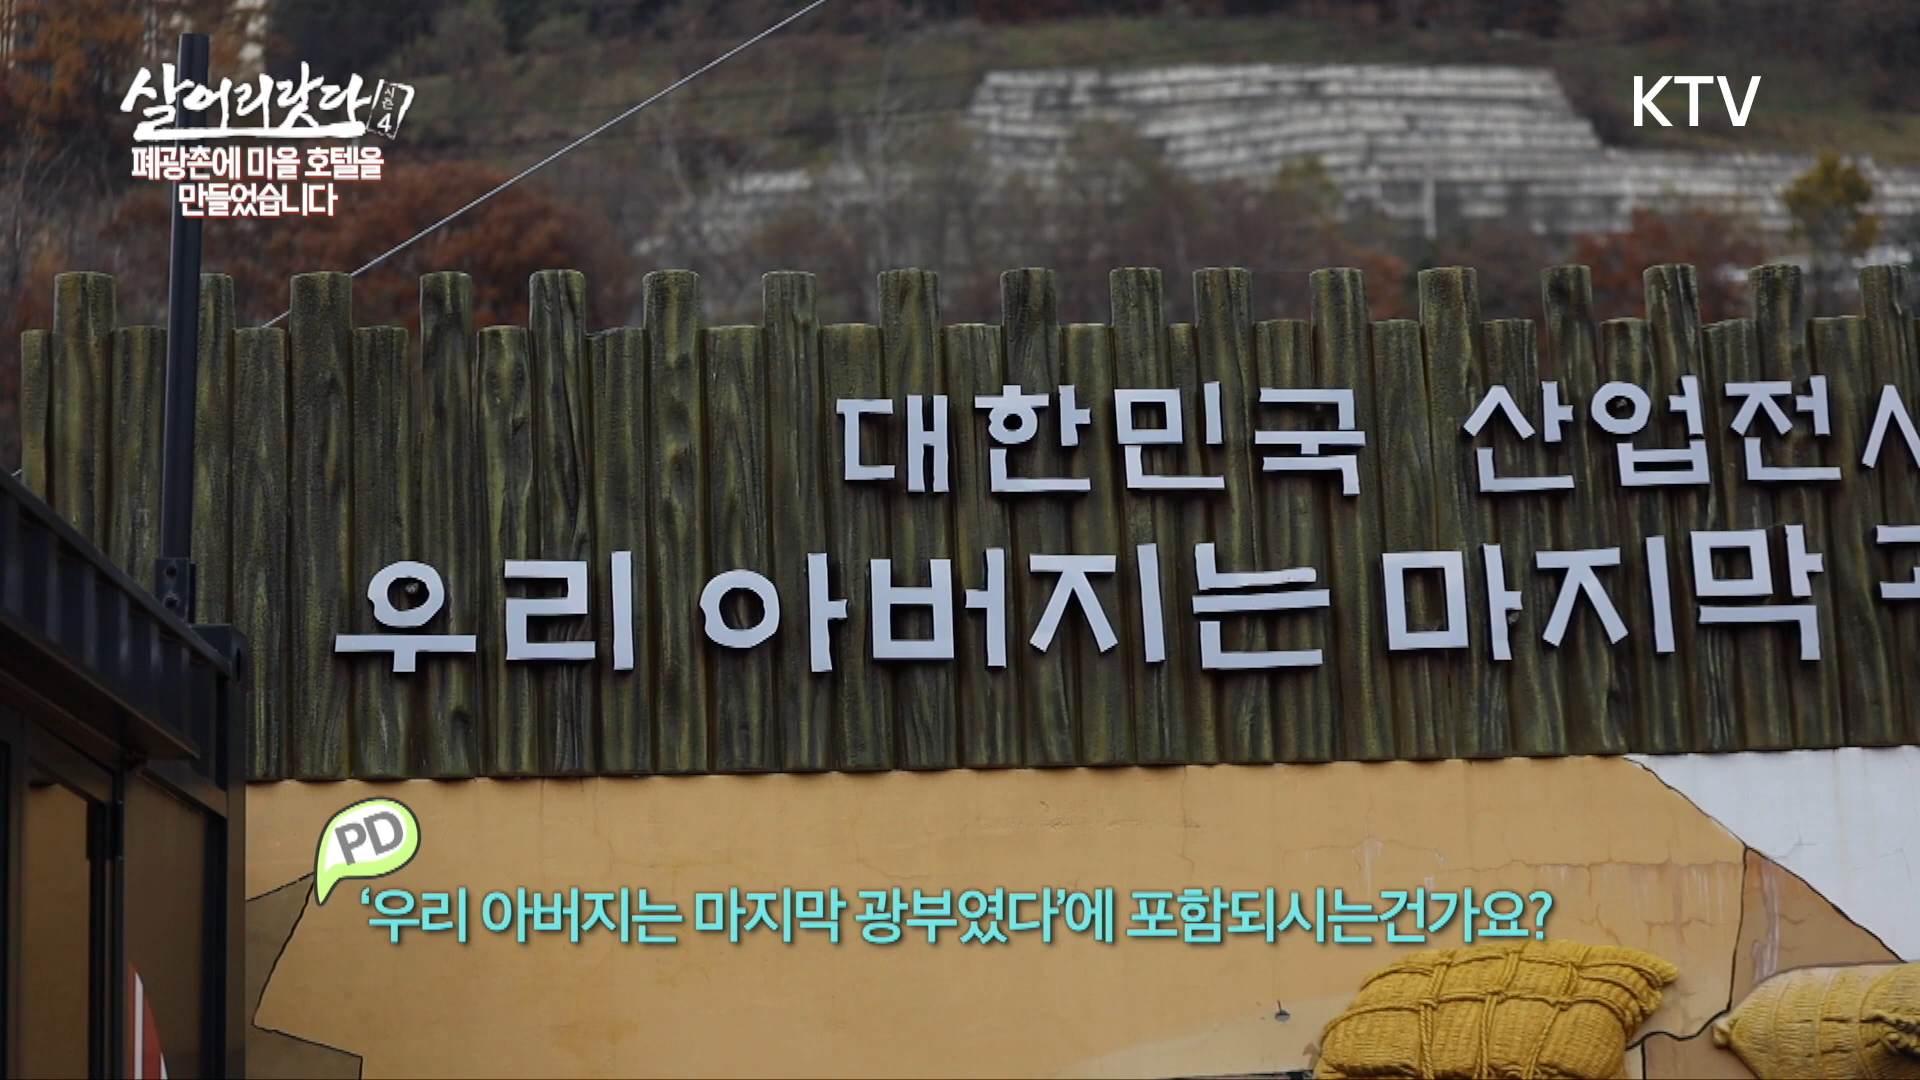 살어리랏다 시즌4
KTV
폐광촌에 마을 호텔을
만들었습니다
대한민국 산업전
우리 아버지는 마지막
PD
‘우리 아버지는 마지막 광부였다’에 포함되시는건가요?